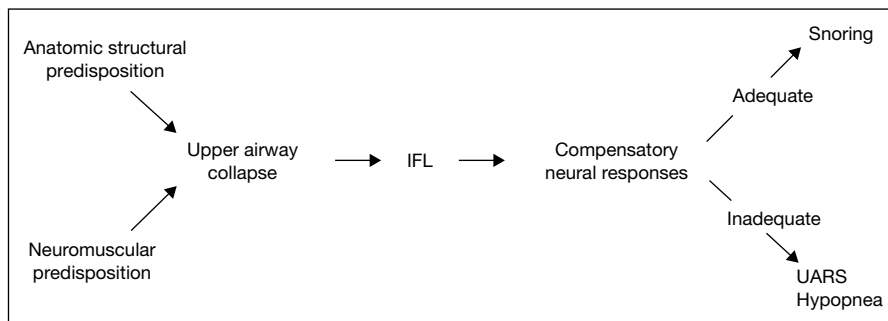 Anatomic structural
predisposition
Neuromuscular
predisposition
Upper airway
collapse
IFL
Compensatory
neural responses
Adequate
Snoring
Inadequate
UARS
Hypopnea